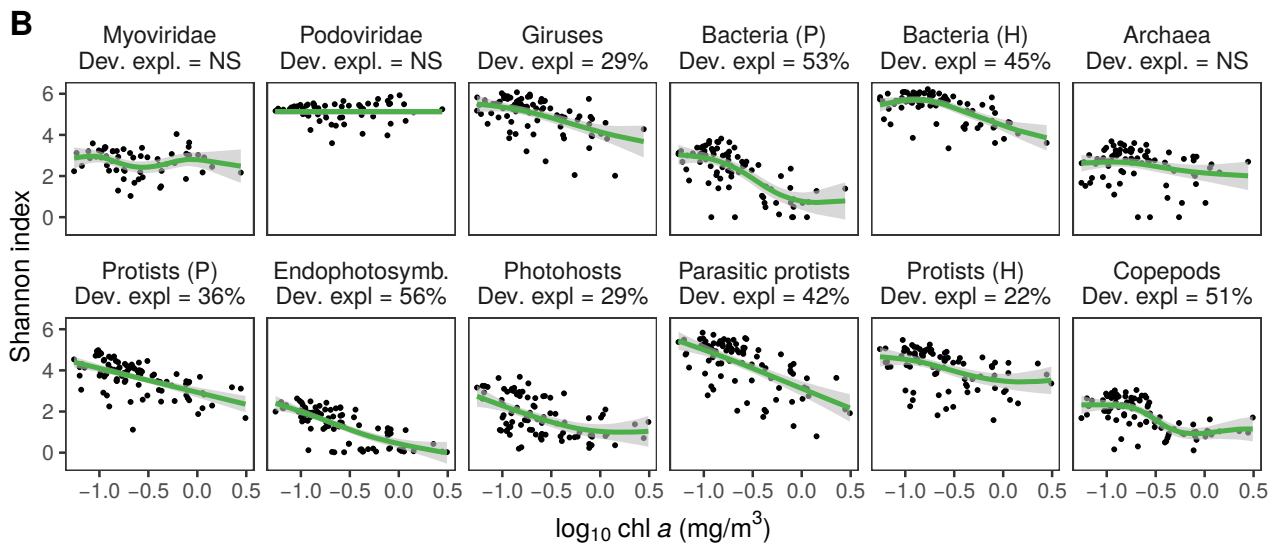 B
Myoviridae Podoviridae Giruses Bacteria (P) Bacteria (H) Archaea
Dev. expl. = NS Dev. expl. = NS Dev. expl = 29% Dev. expl = 53% Dev. expl = 45% Dev. expl. = NS
6
4
2
0
Shannon index
Protists (P) Endophotosymb. Photohosts Parasitic protists Protists (H) Copepods
Dev. expl = 36% Dev. expl = 56% Dev. expl = 29% Dev. expl = 42% Dev. expl = 22% Dev. expl = 51%
6
4
2
0
−1.0 −0.5 0.0 0.5 −1.0 −0.5 0.0 0.5 −1.0 −0.5 0.0 0.5 −1.0 −0.5 0.0 0.5 −1.0 −0.5 0.0 0.5 −1.0 −0.5 0.0 0.5
log₁₀ chl a (mg/m³)